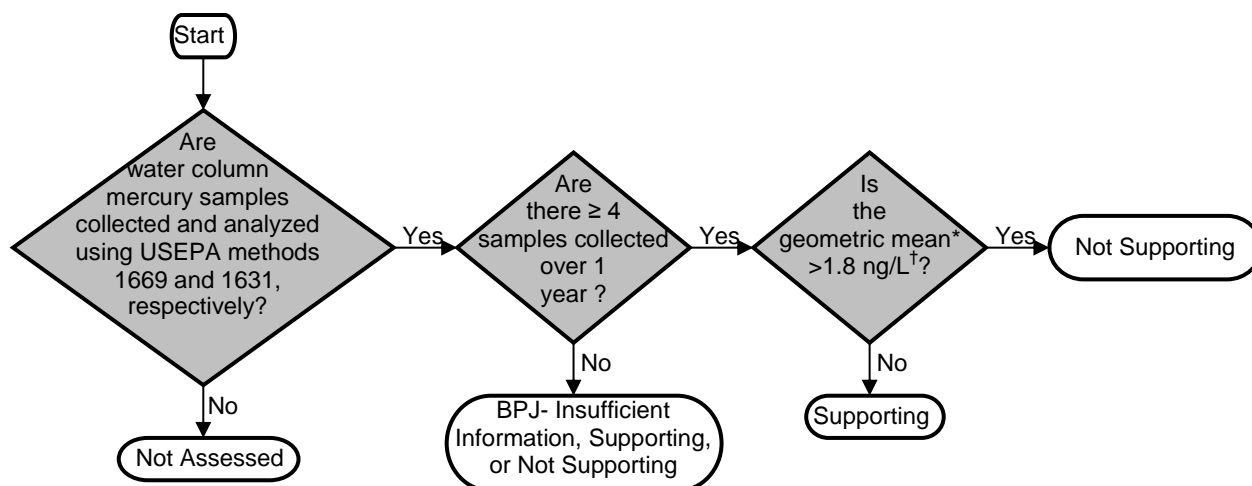 Start
Are
water column
mercury samples
collected and analyzed
using USEPA methods
1669 and 1631,
respectively?
Yes
No
Not Assessed
Are
there ≥ 4
samples collected
over 1
year ?
Yes
No
BPJ- Insufficient
Information, Supporting,
or Not Supporting
Is
the
geometric mean*
>1.8 ng/L†?
Yes
Not Supporting
No
Supporting